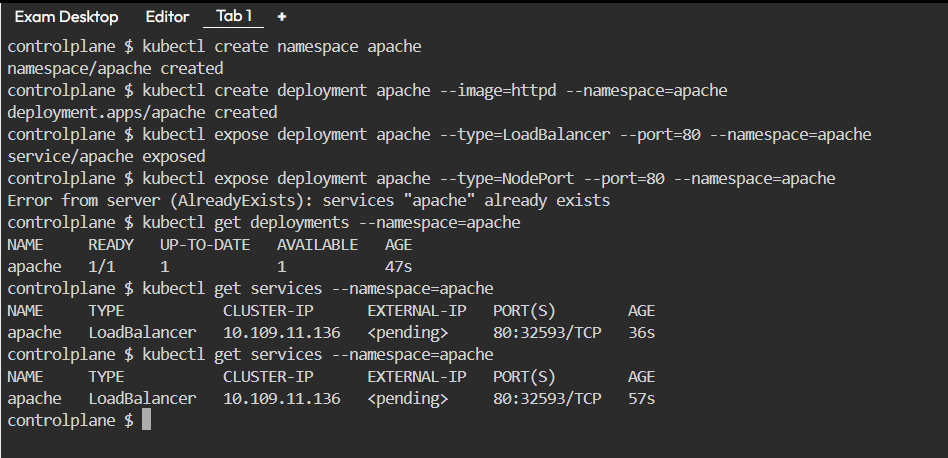 Exam Desktop Editor Tab 1 +
controlplane $ kubectl create namespace apache
namespace/apache created
controlplane $ kubectl create deployment apache --image=httpd --namespace=apache
deployment.apps/apache created
controlplane $ kubectl expose deployment apache --type=LoadBalancer --port=80 --namespace=apache
service/apache exposed
controlplane $ kubectl expose deployment apache --type=NodePort --port=80 --namespace=apache
Error from server (AlreadyExists): services "apache" already exists
controlplane $ kubectl get deployments --namespace=apache
NAME     READY   UP-TO-DATE   AVAILABLE   AGE
apache   1/1     1            1           47s
controlplane $ kubectl get services --namespace=apache
NAME     TYPE           CLUSTER-IP      EXTERNAL-IP   PORT(S)        AGE
apache   LoadBalancer   10.109.11.136   <pending>     80:32593/TCP   36s
controlplane $ kubectl get services --namespace=apache
NAME     TYPE           CLUSTER-IP      EXTERNAL-IP   PORT(S)        AGE
apache   LoadBalancer   10.109.11.136   <pending>     80:32593/TCP   57s
controlplane $